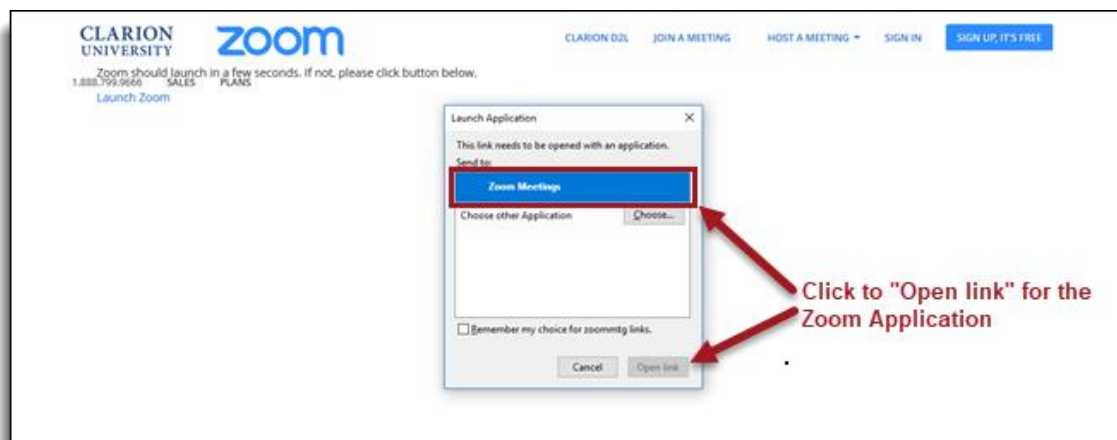 CLARION
UNIVERSITY
zoom
CLARION D2L JOIN A MEETING HOST A MEETING SIGN IN SIGN UP, IT'S FREE
Zoom should launch in a few seconds. If not, please click button below.
1.888.799.9666 SALES PLANS
Launch Zoom
Launch Application
This link needs to be opened with an application.
Send to:
Zoom Meetings
Choose other Application Choose...
Click to "Open link" for the
Zoom Application
Remember my choice for zoommtg links.
Cancel Open link